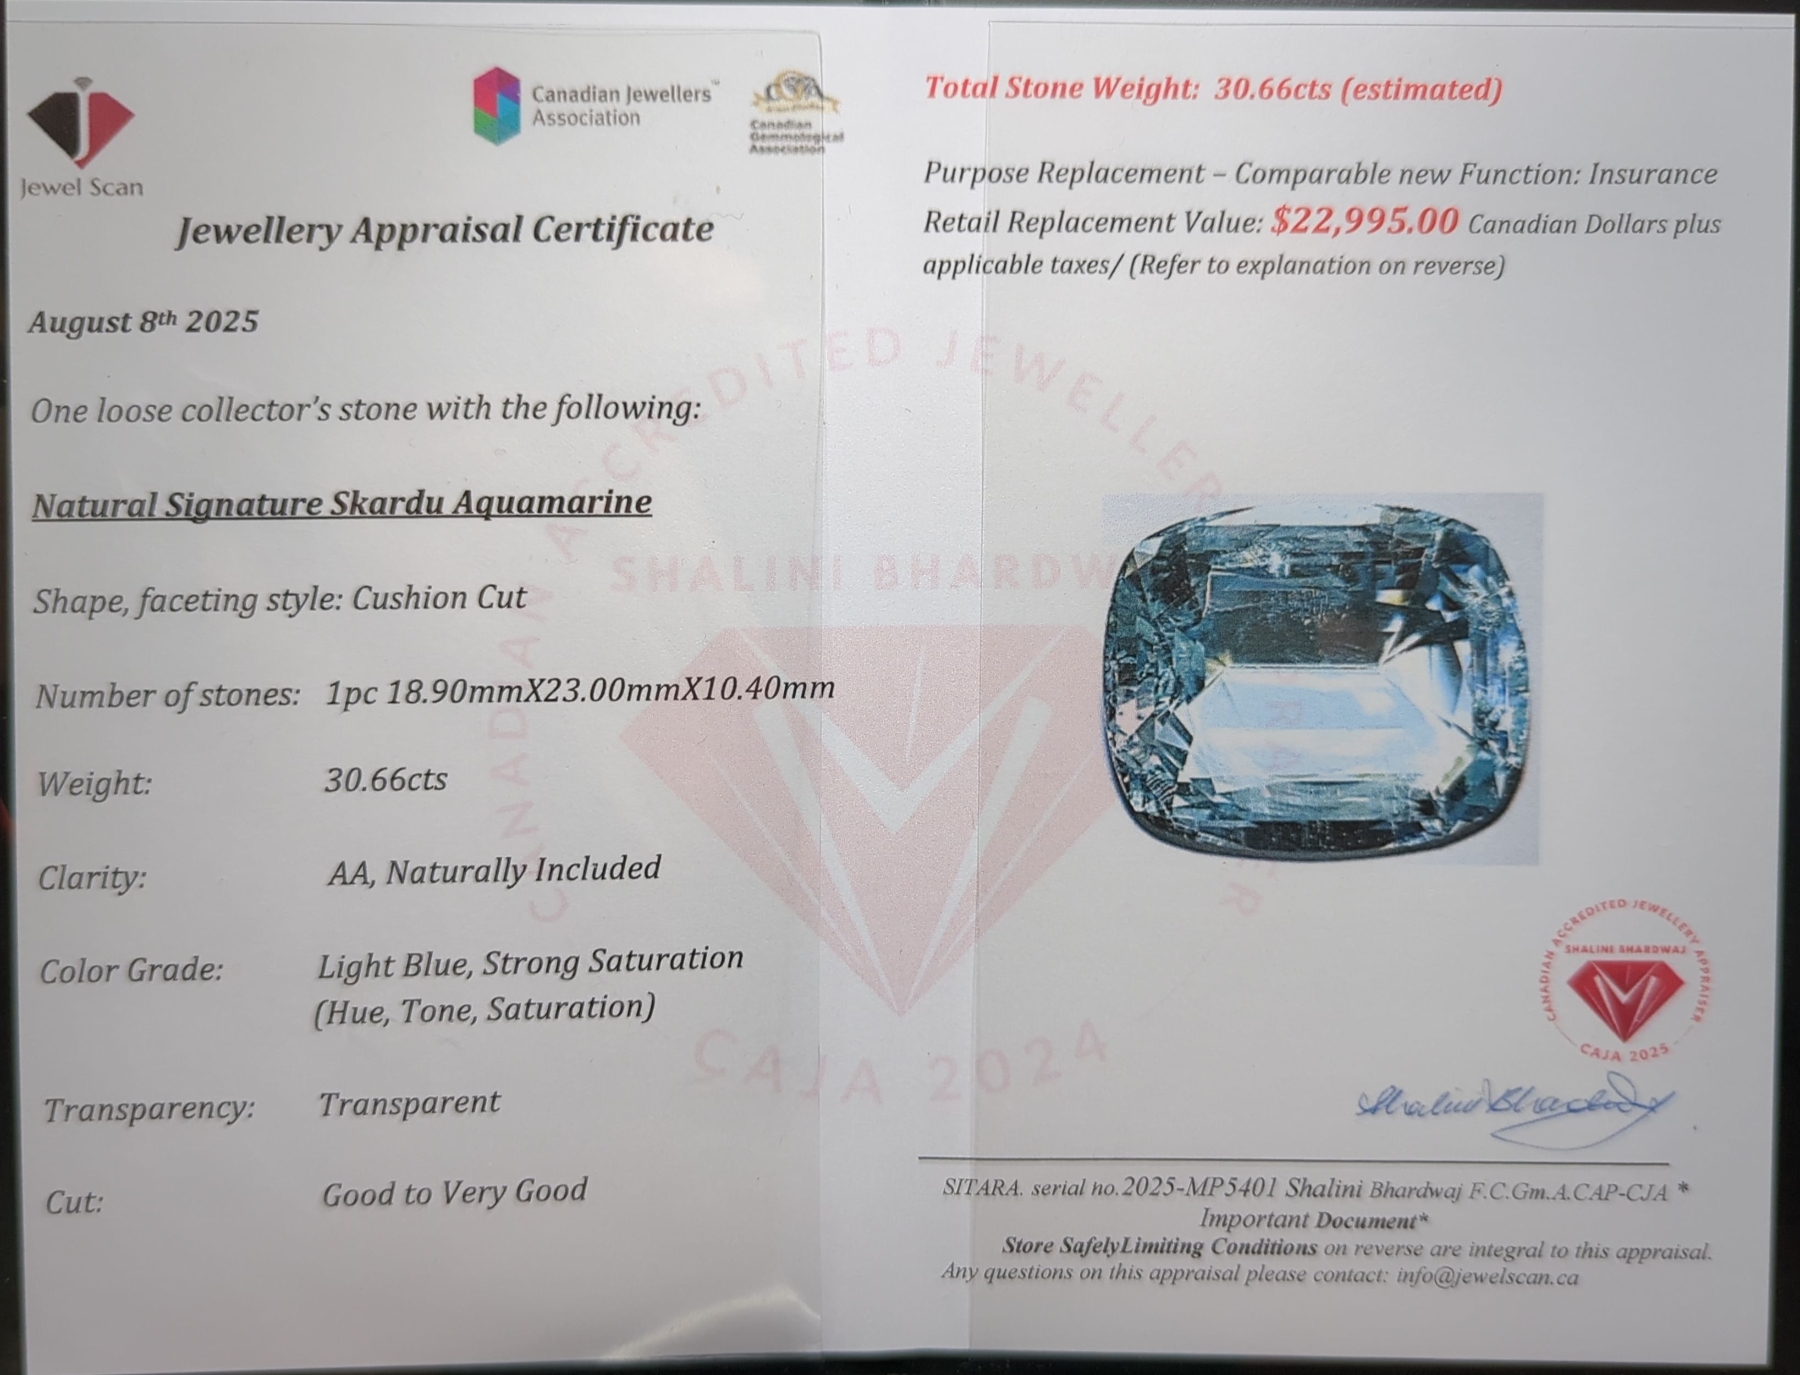 Jewel Scan
Canadian Jewellers™
Association
CGA
Canadian
Gemmological
Association
Jewellery Appraisal Certificate
August 8th 2025
One loose collector's stone with the following:
Natural Signature Skardu Aquamarine
Shape, faceting style: Cushion Cut
Number of stones: 1pc 18.90mmX23.00mmX10.40mm
Weight: 30.66cts
Clarity: AA, Naturally Included
Color Grade: Light Blue, Strong Saturation
(Hue, Tone, Saturation)
Transparency: Transparent
Cut: Good to Very Good
Total Stone Weight: 30.66cts (estimated)
Purpose Replacement – Comparable new Function: Insurance
Retail Replacement Value: $22,995.00 Canadian Dollars plus
applicable taxes/ (Refer to explanation on reverse)
CANADIAN ACCREDITED JEWELLERY APPRAISER
SHALINI BHARDWAJ
CAJA 2025
Shalini Bhardwaj
SITARA. serial no.2025-MP5401 Shalini Bhardwaj F.C.Gm.A.CAP-CJA *
Important Document*
Store SafelyLimiting Conditions on reverse are integral to this appraisal.
Any questions on this appraisal please contact: info@jewelscan.ca
CANADIAN ACCREDITED JEWELLER
SHALINI BHARDW
CAJA 2024